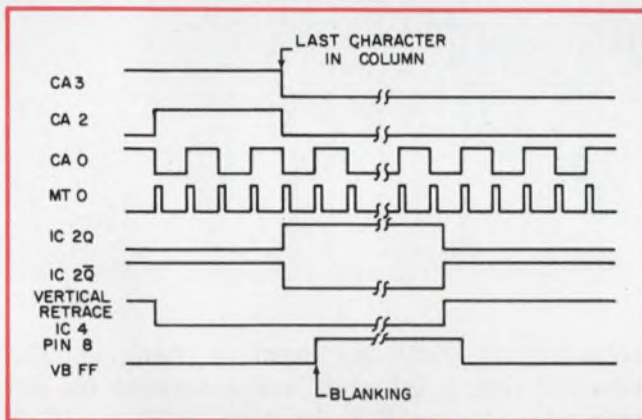 LAST CHARACTER
IN COLUMN
CA 3
CA 2
CA 0
MT 0
IC 2Q
IC 2Q̅
VERTICAL
RETRACE
IC 4
PIN 8
VB FF
BLANKING